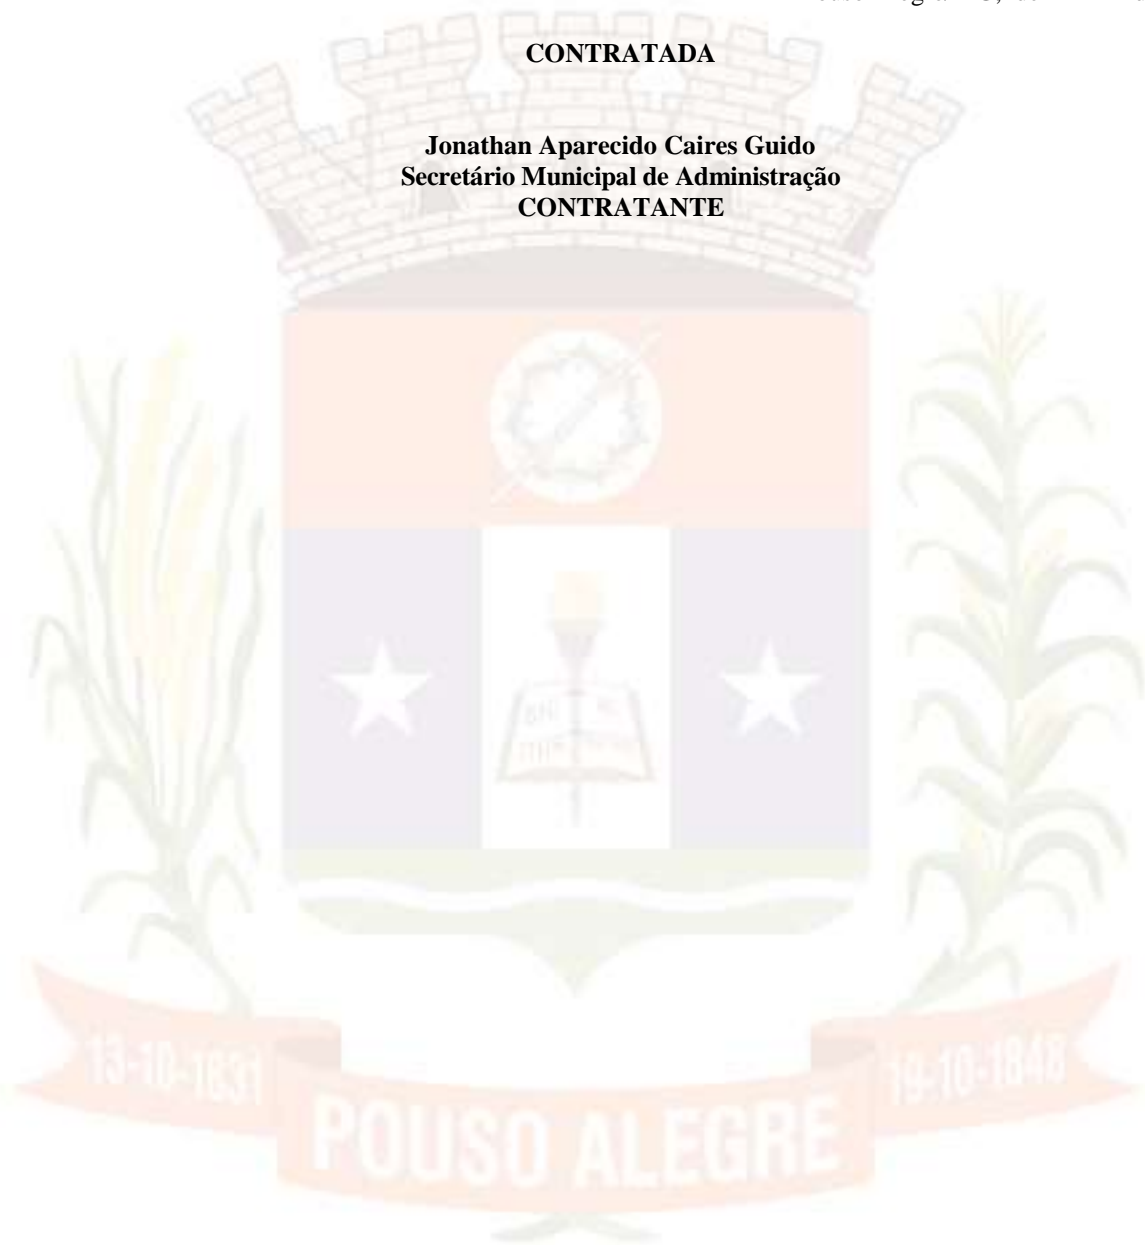 CONTRATADA
Jonathan Aparecido Caires Guido
Secretário Municipal de Administração
CONTRATANTE
13-10-1831
19-10-1848
POUSO ALEGRE